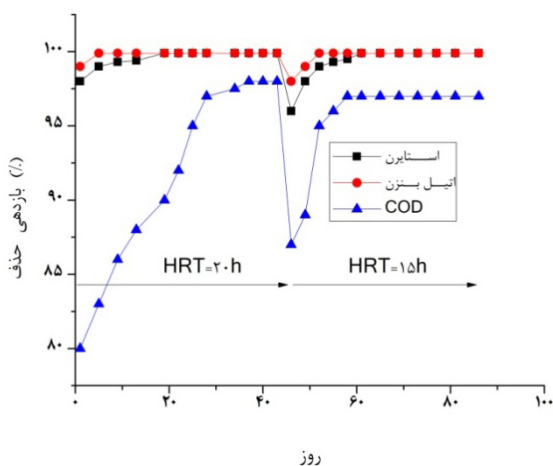 ۱۰۰
۹۵
۹۰
۸۵
۸۰
بازدهی حذف (٪)
استایرن
اتیل بنزن
COD
HRT=۲۰h
HRT=۱۵h
۰ ۲۰ ۴۰ ۶۰ ۸۰ ۱۰۰
روز